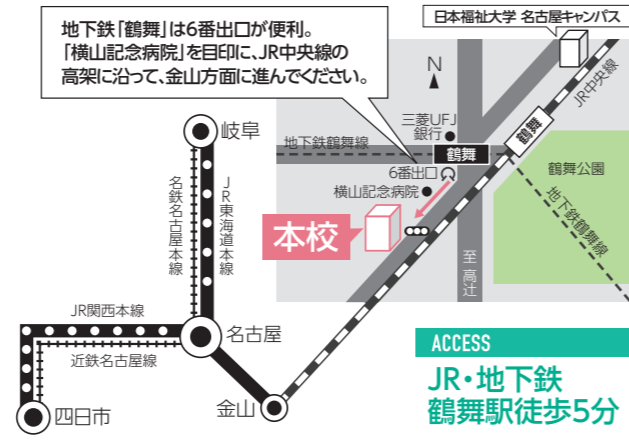 地下鉄「鶴舞」は6番出口が便利。
「横山記念病院」を目印に、JR中央線の
高架に沿って、金山方面に進んでください。
日本福祉大学 名古屋キャンパス
N
JR中央線
三菱UFJ
銀行
鶴舞
地下鉄鶴舞線
鶴舞
6番出口
横山記念病院
鶴舞公園
地下鉄鶴舞線
本校
至高辻
岐阜
名鉄名古屋本線
JR東海道本線
JR関西本線
名古屋
近鉄名古屋線
四日市
金山
ACCESS
JR・地下鉄
鶴舞駅徒歩5分